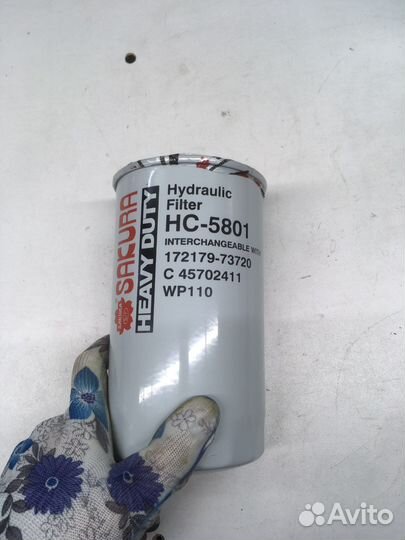 SAKURA
HEAVY DUTY
Hydraulic
Filter
HC-5801
INTERCHANGEABLE WITH
172179-73720
C 45702411
WP110
Avito